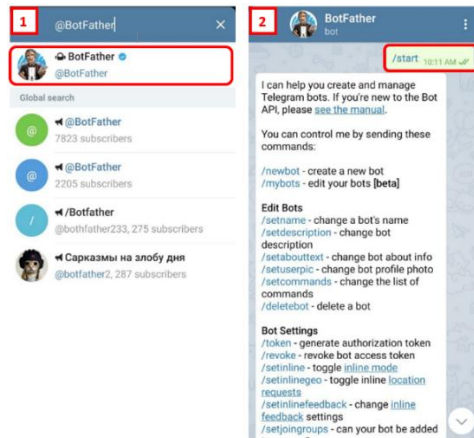 1
@BotFather
BotFather
@BotFather
Global search
@
@BotFather
7823 subscribers
@
@BotFather
2205 subscribers
/
/Botfather
@bothfather233, 275 subscribers
Сарказмы на злобу дня
@botfather2, 287 subscribers
2
BotFather
bot
/start 10:11 AM
I can help you create and manage
Telegram bots. If you're new to the Bot
API, please see the manual.
You can control me by sending these
commands:
/newbot - create a new bot
/mybots - edit your bots [beta]
Edit Bots
/setname - change a bot's name
/setdescription - change bot
description
/setabouttext - change bot about info
/setuserpic - change bot profile photo
/setcommands - change the list of
commands
/deletebot - delete a bot
Bot Settings
/token - generate authorization token
/revoke - revoke bot access token
/setinline - toggle inline mode
/setinlinegeo - toggle inline location
requests
/setinlinefeedback - change inline
feedback settings
/setjoingroups - can your bot be added